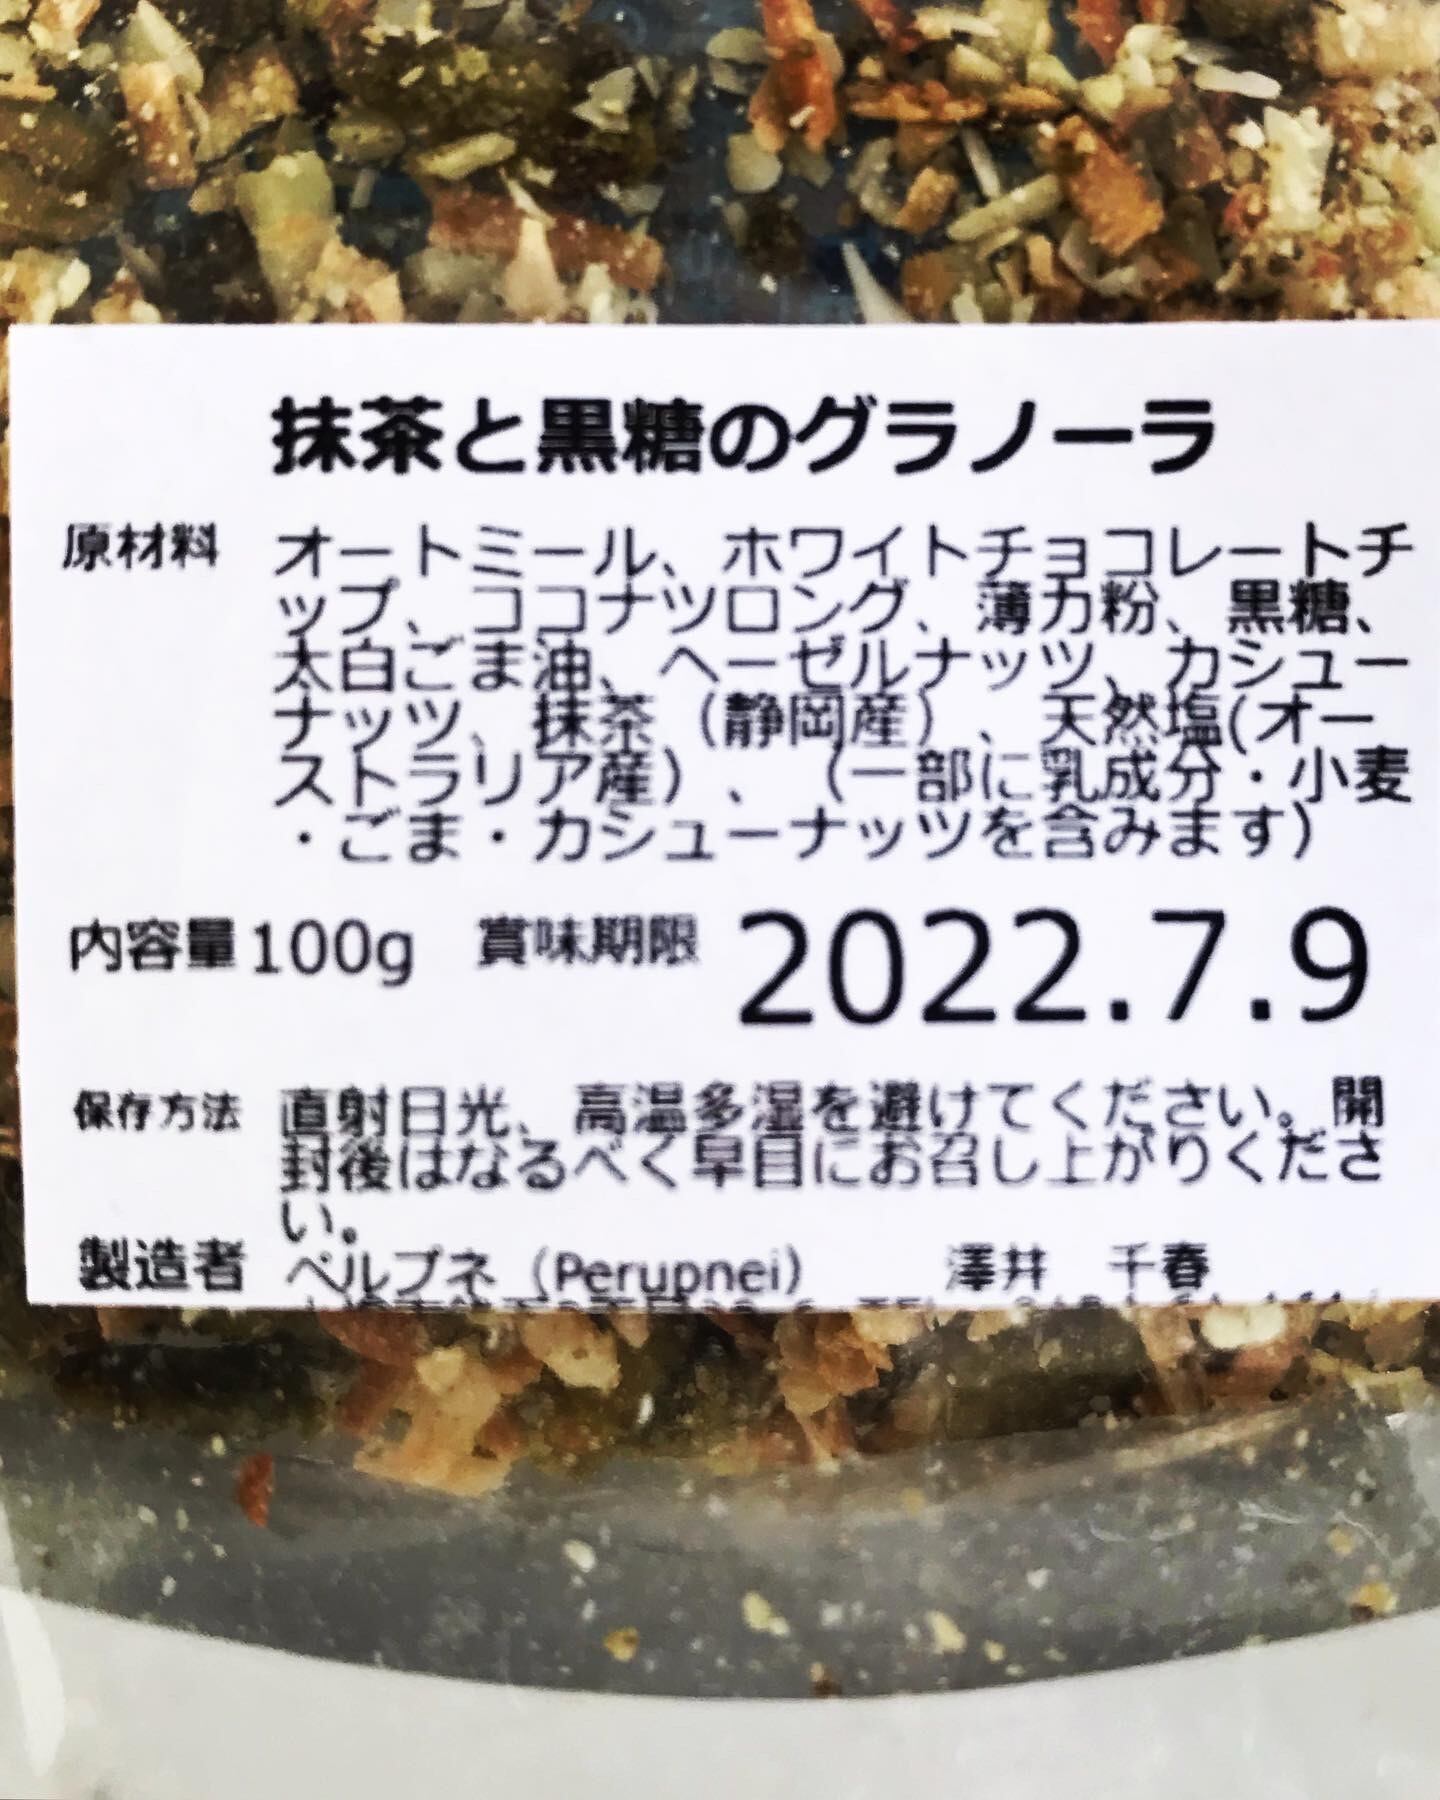 抹茶と黒糖のグラノーラ
原材料 オートミール、ホワイトチョコレートチ
ップ、ココナツロング、薄力粉、黒糖、
太白ごま油、ヘーゼルナッツ、カシュー
ナッツ、抹茶（静岡産）、天然塩(オー
ストラリア産）、（一部に乳成分・小麦
・ごま・カシューナッツを含みます）
内容量100g 賞味期限 2022.7.9
保存方法 直射日光、高温多湿を避けてください。開
封後はなるべく早目にお召し上がりくださ
い。
製造者 ペルプネ（Perupnei） 澤井 千春